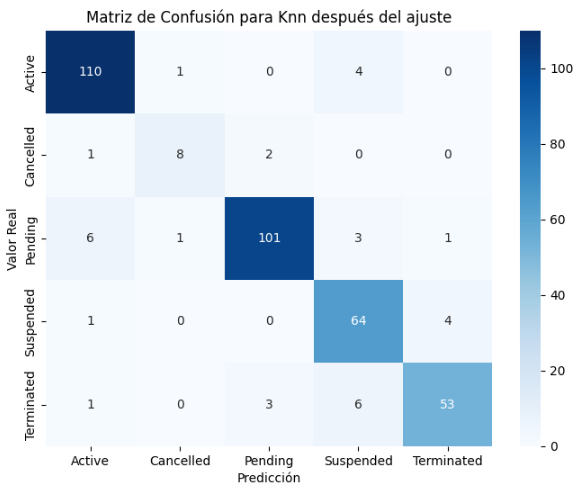 Matriz de Confusión para Knn después del ajuste
Active 110 1 0 4 0
Cancelled 1 8 2 0 0
Pending 6 1 101 3 1
Suspended 1 0 0 64 4
Terminated 1 0 3 6 53
Valor Real
Active Cancelled Pending Suspended Terminated
Predicción
100
80
60
40
20
0